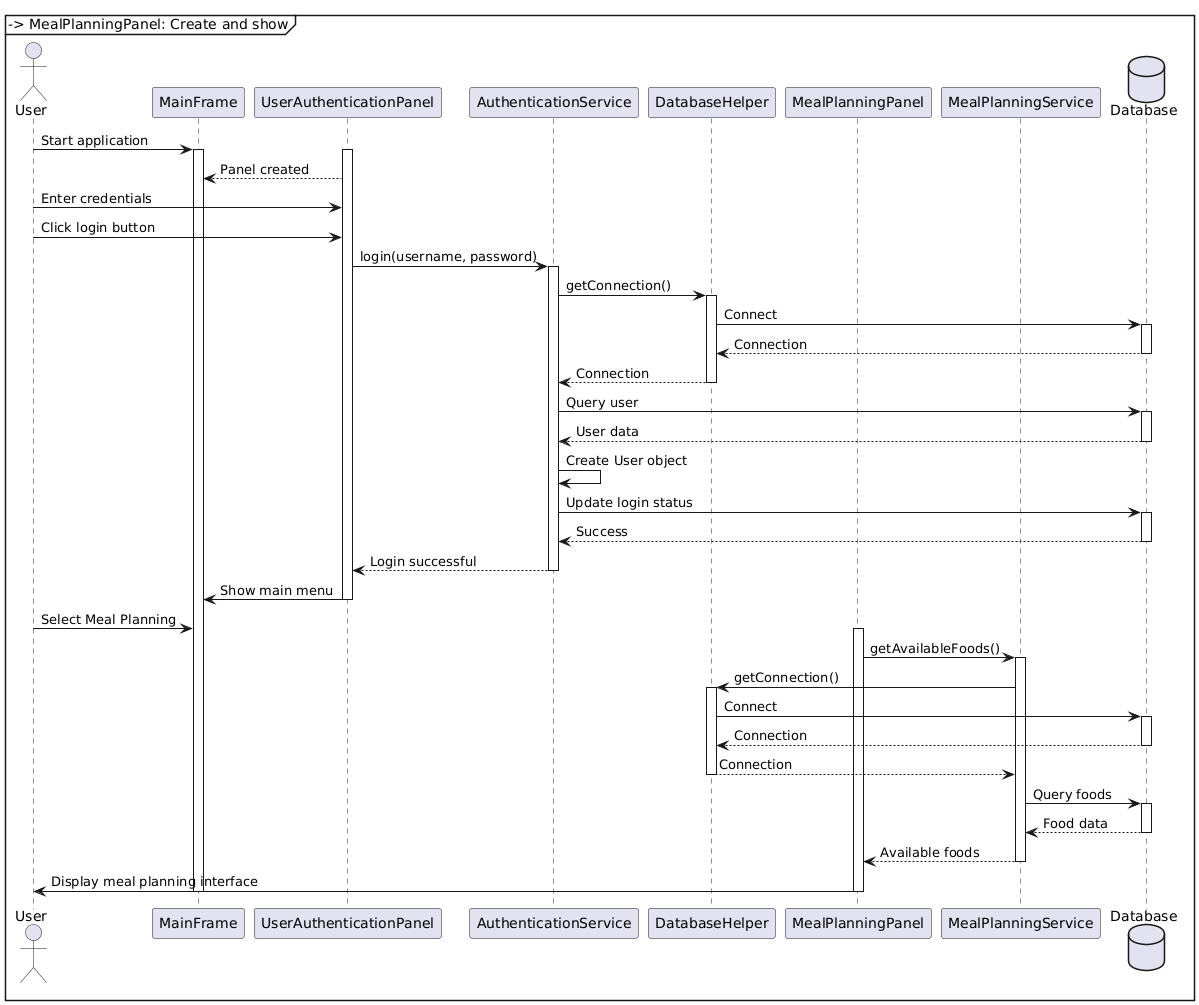 -> MealPlanningPanel: Create and show
User
MainFrame
UserAuthenticationPanel
AuthenticationService
DatabaseHelper
MealPlanningPanel
MealPlanningService
Database
Start application
Panel created
Enter credentials
Click login button
login(username, password)
getConnection()
Connect
Connection
Connection
Query user
User data
Create User object
Update login status
Success
Login successful
Show main menu
Select Meal Planning
getAvailableFoods()
getConnection()
Connect
Connection
Connection
Query foods
Food data
Available foods
Display meal planning interface
User
MainFrame
UserAuthenticationPanel
AuthenticationService
DatabaseHelper
MealPlanningPanel
MealPlanningService
Database